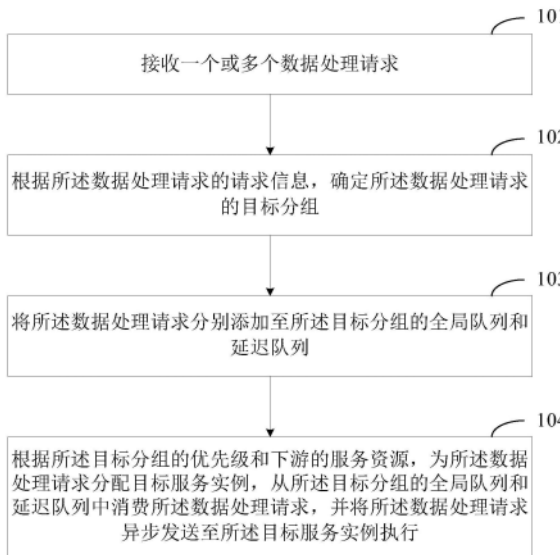 101
接收一个或多个数据处理请求
102
根据所述数据处理请求的请求信息，确定所述数据处理请求
的目标分组
103
将所述数据处理请求分别添加至所述目标分组的全局队列和
延迟队列
104
根据所述目标分组的优先级和下游的服务资源，为所述数据
处理请求分配目标服务实例，从所述目标分组的全局队列和
延迟队列中消费所述数据处理请求，并将所述数据处理请求
异步发送至所述目标服务实例执行